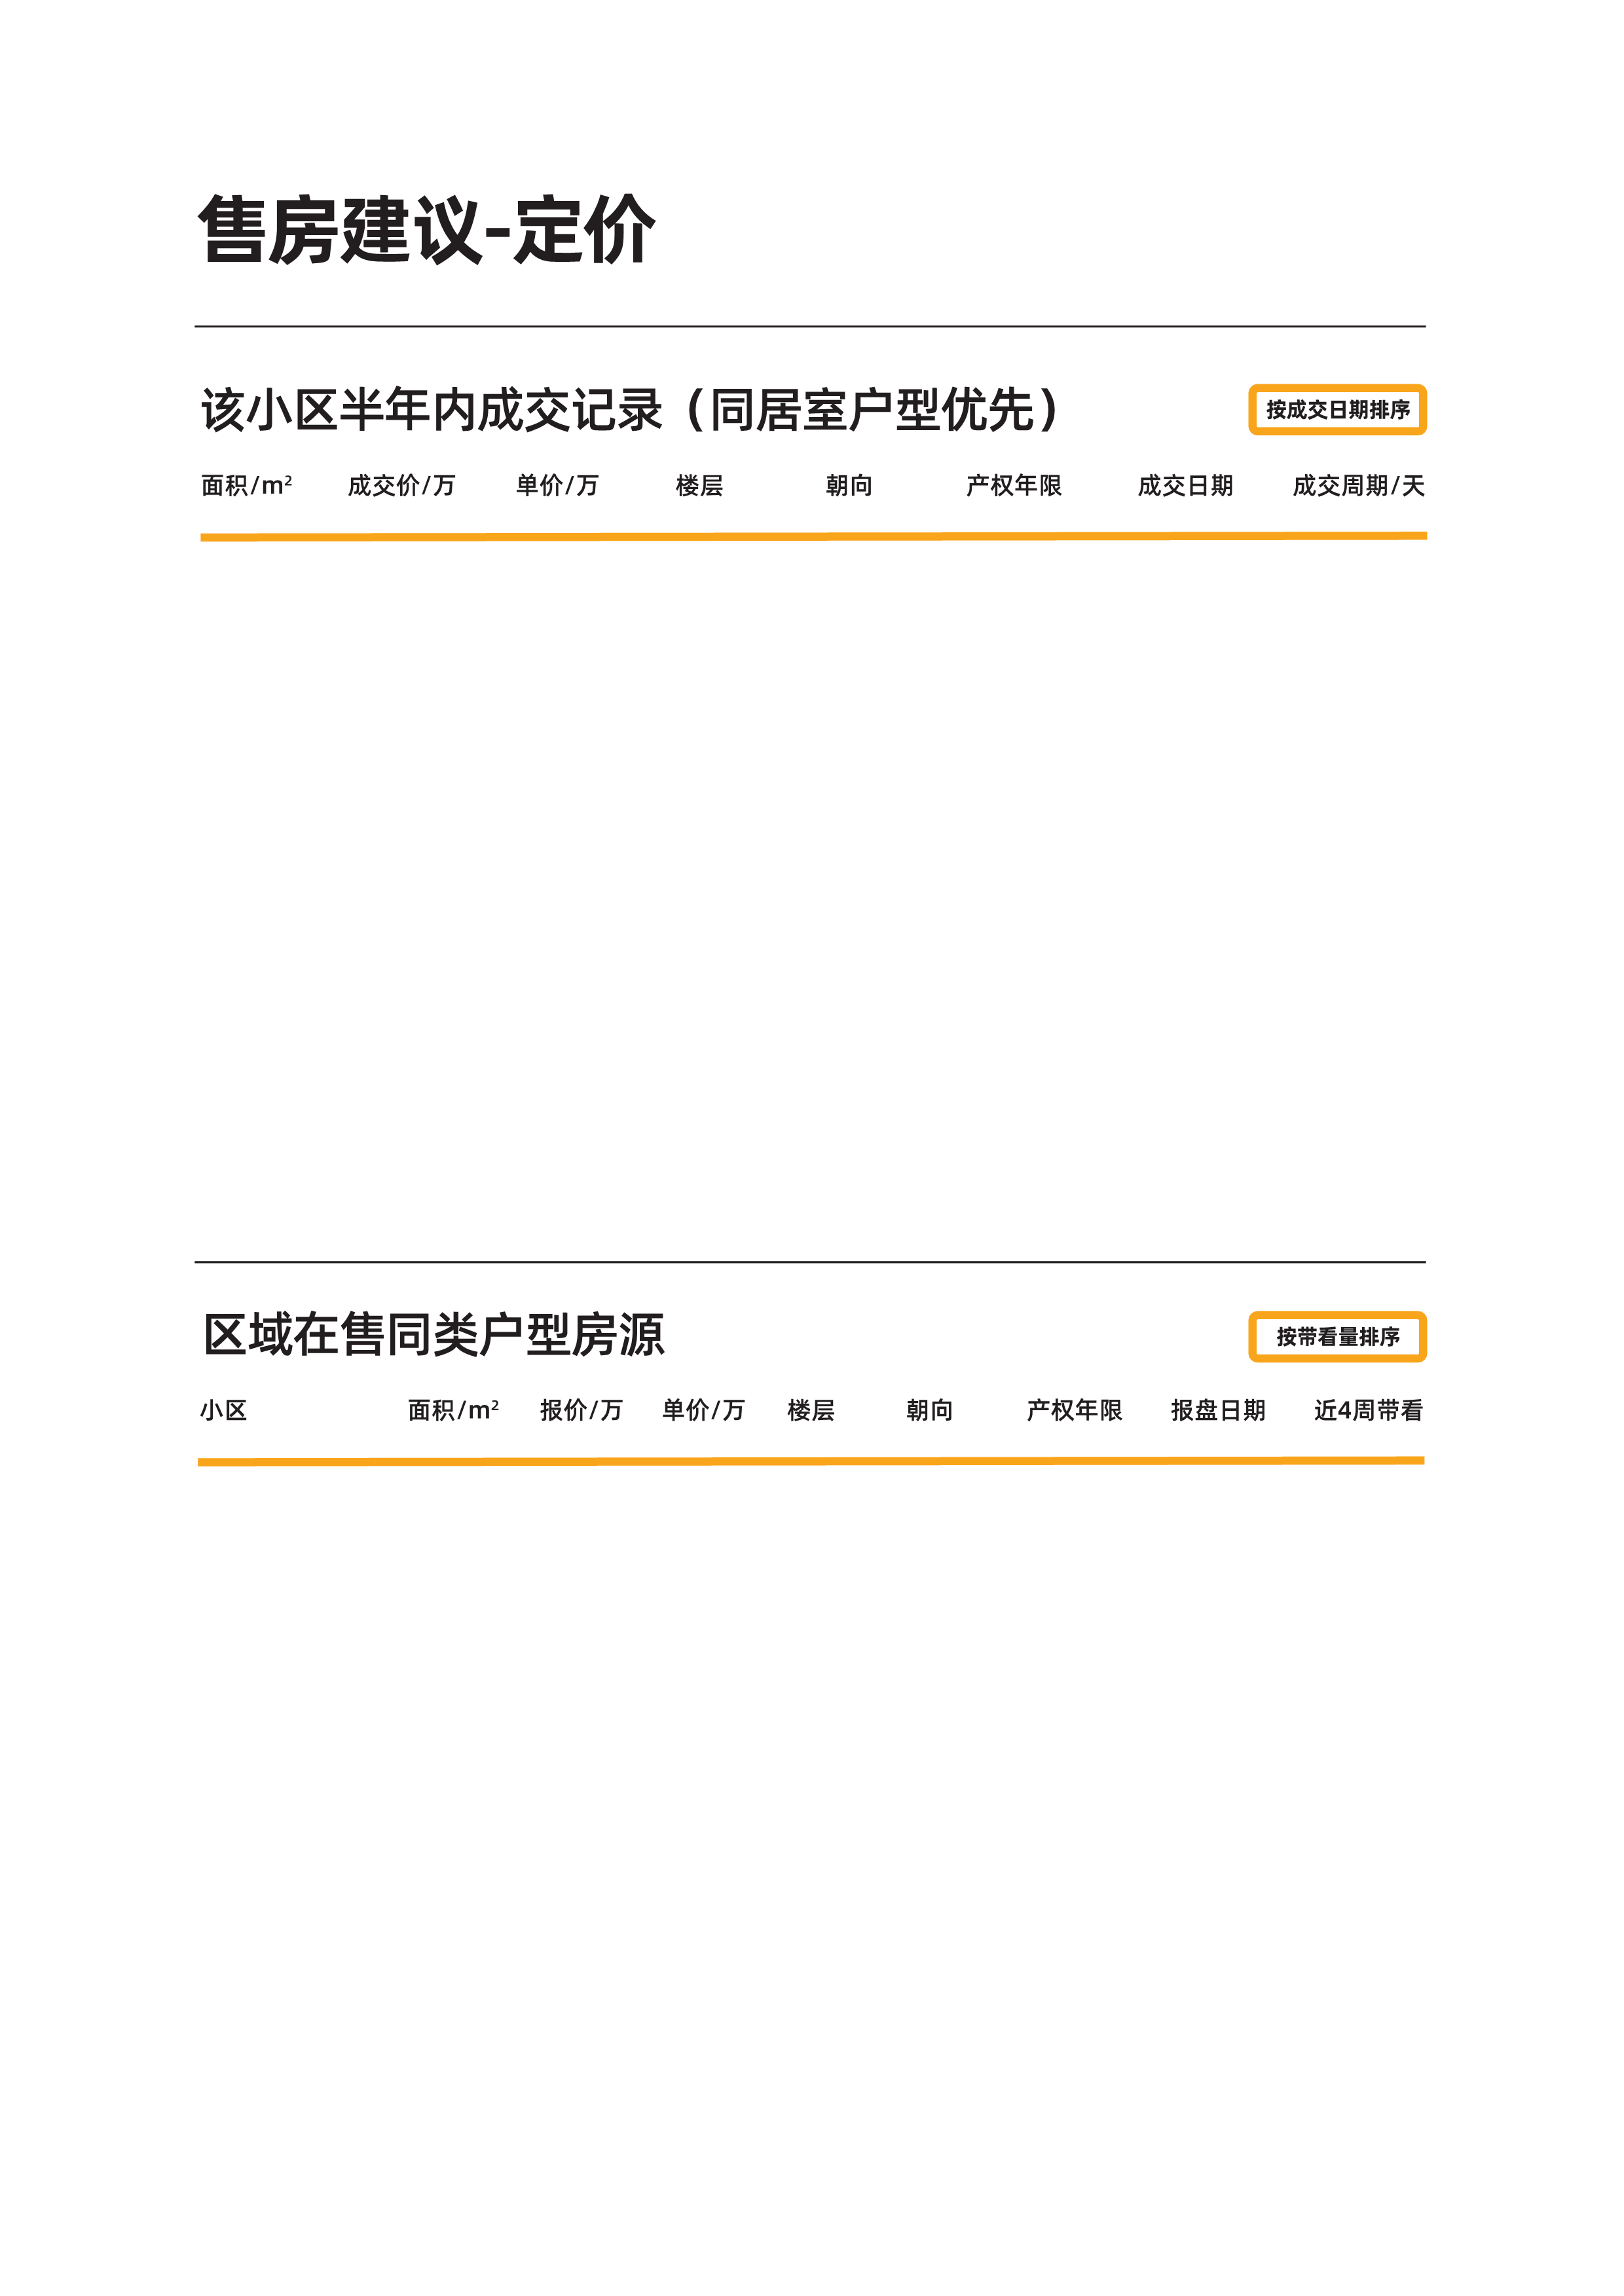 售房建议-定价
该小区半年内成交记录（同居室户型优先） 按成交日期排序
面积/m² 成交价/万 单价/万 楼层 朝向 产权年限 成交日期 成交周期/天
区域在售同类户型房源 按带看量排序
小区 面积/m² 报价/万 单价/万 楼层 朝向 产权年限 报盘日期 近4周带看